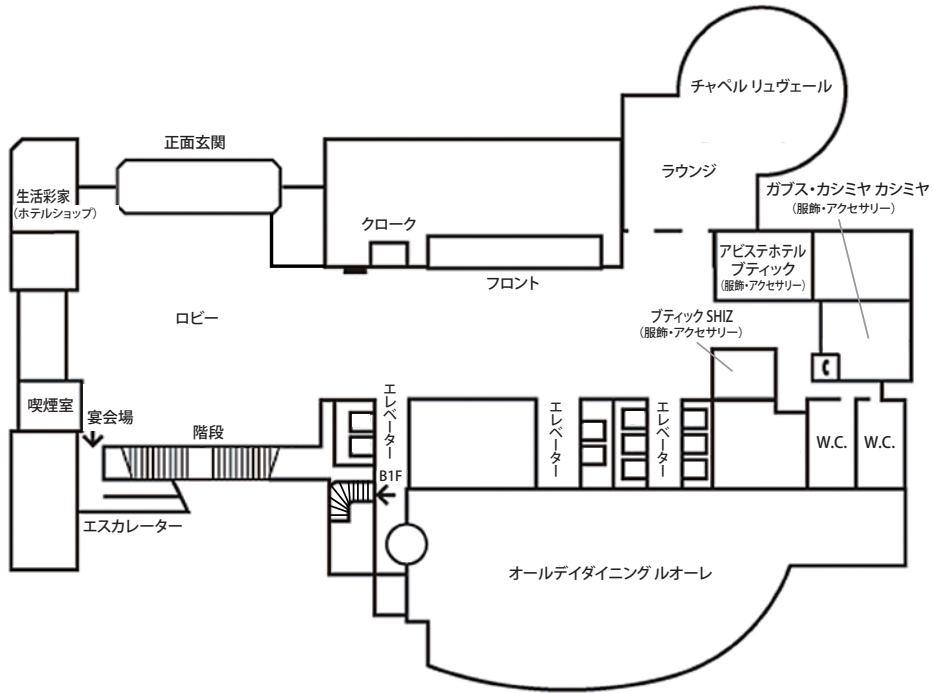 チャペル リュヴェール
正面玄関
ラウンジ
ガブス・カシミヤ カシミヤ
(服飾・アクセサリー)
生活彩家
(ホテルショップ)
クローク
アビステホテル
ブティック
(服飾・アクセサリー)
フロント
ロビー
ブティック SHIZ
(服飾・アクセサリー)
喫煙室
宴会場
階段
エレベーター
エレベーター
エレベーター
W.C.
W.C.
B1F
エスカレーター
オールデイダイニング ルオーレ